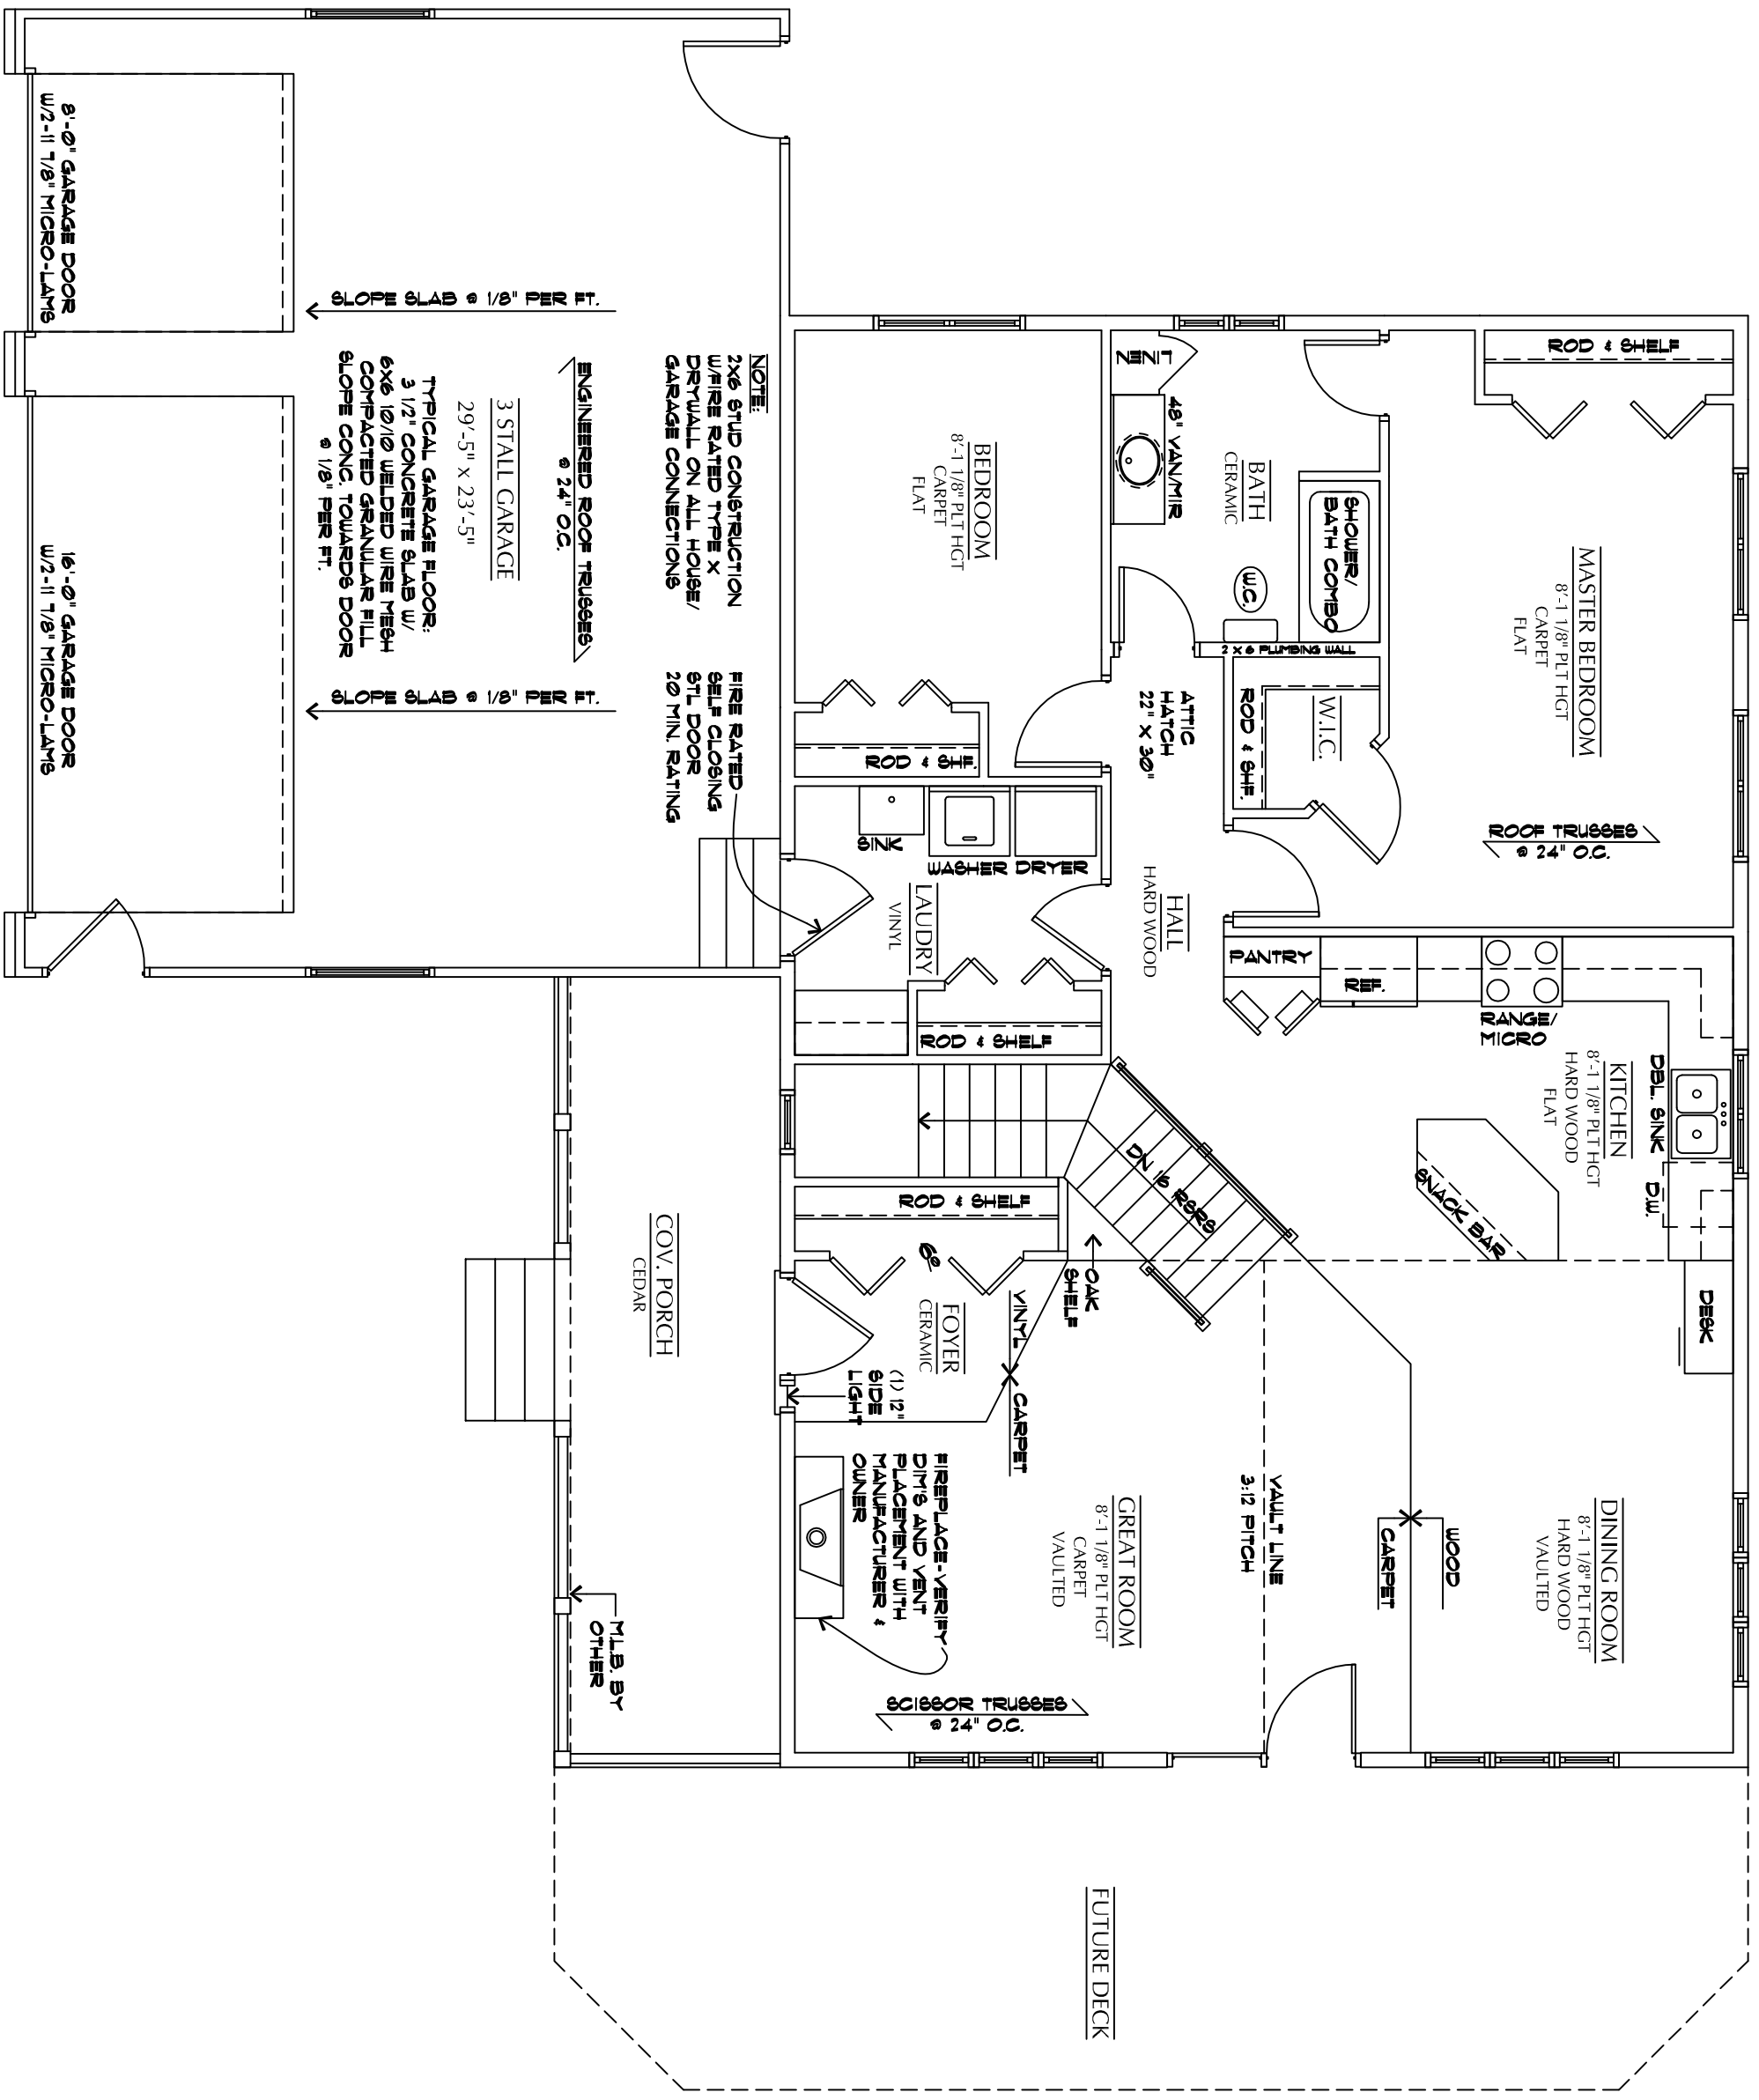 ROD & SHELF
MASTER BEDROOM
8'-1 1/8" PLT HGT
CARPET
FLAT
ROOF TRUSSES
@ 24" O.C.
LINEN
48" VAN/MIR
BATH
CERAMIC
SHOWER/
BATH COMBO
W.C.
2 X 6 PLUMBING WALL
W.I.C.
ROD & SHF.
ATTIC
HATCH
22" X 30"
HALL
HARD WOOD
PANTRY
REF.
RANGE/
MICRO
KITCHEN
8'-1 1/8" PLT HGT
HARD WOOD
FLAT
DBL. SINK
D.W.
SNACK BAR
DESK
DINING ROOM
8'-1 1/8" PLT HGT
HARD WOOD
VAULTED
WOOD
CARPET
VAULT LINE
3:12 PITCH
BEDROOM
8'-1 1/8" PLT HGT
CARPET
FLAT
ROD & SHF.
SINK
WASHER
DRYER
LAUDRY
VINYL
ROD & SHELF
DN 15 RSRS
OAK
SHELF
ROD & SHELF
6⁰
FOYER
CERAMIC
VINYL
CARPET
(1) 12"
SIDE
LIGHT
GREAT ROOM
8'-1 1/8" PLT HGT
CARPET
VAULTED
FIREPLACE-VERIFY
DIM'S AND VENT
PLACEMENT WITH
MANUFACTURER &
OWNER
SCISSOR TRUSSES
@ 24" O.C.
FUTURE DECK
COV. PORCH
CEDAR
M.L.B. BY
OTHER
NOTE:
2X6 STUD CONSTRUCTION
W/FIRE RATED TYPE X
DRYWALL ON ALL HOUSE/
GARAGE CONNECTIONS
FIRE RATED
SELF CLOSING
STL DOOR
20 MIN. RATING
ENGINEERED ROOF TRUSSES
@ 24" O.C.
3 STALL GARAGE
29'-5" x 23'-5"
TYPICAL GARAGE FLOOR:
3 1/2" CONCRETE SLAB W/
6X6 10/10 WELDED WIRE MESH
COMPACTED GRANULAR FILL
SLOPE CONC. TOWARDS DOOR
@ 1/8" PER FT.
SLOPE SLAB @ 1/8" PER FT.
SLOPE SLAB @ 1/8" PER FT.
8'-0" GARAGE DOOR
W/2-11 7/8" MICRO-LAMS
16'-0" GARAGE DOOR
W/2-11 7/8" MICRO-LAMS